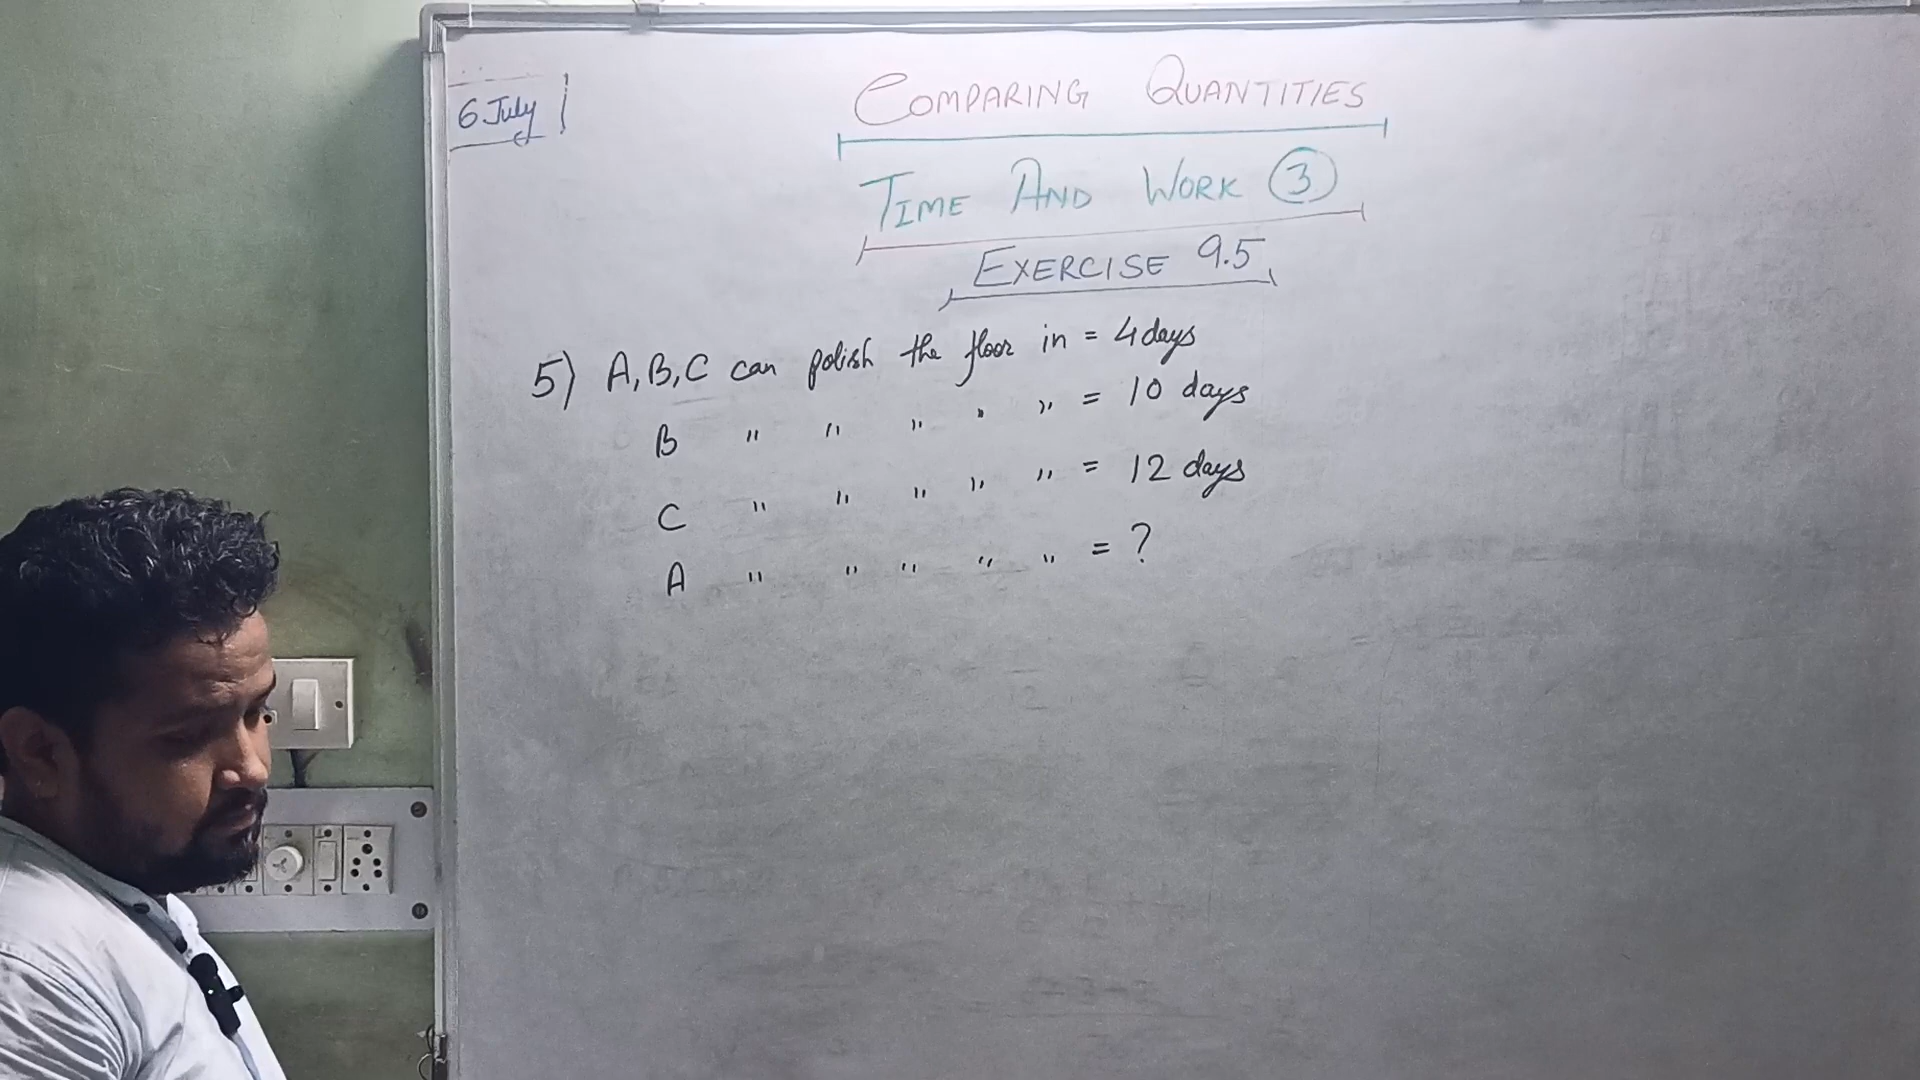 6 July
COMPARING QUANTITIES
TIME AND WORK 3
EXERCISE 9.5
5) A, B, C can polish the floor in = 4 days
B " " " " " = 10 days
C " " " " " = 12 days
A " " " " " = ?